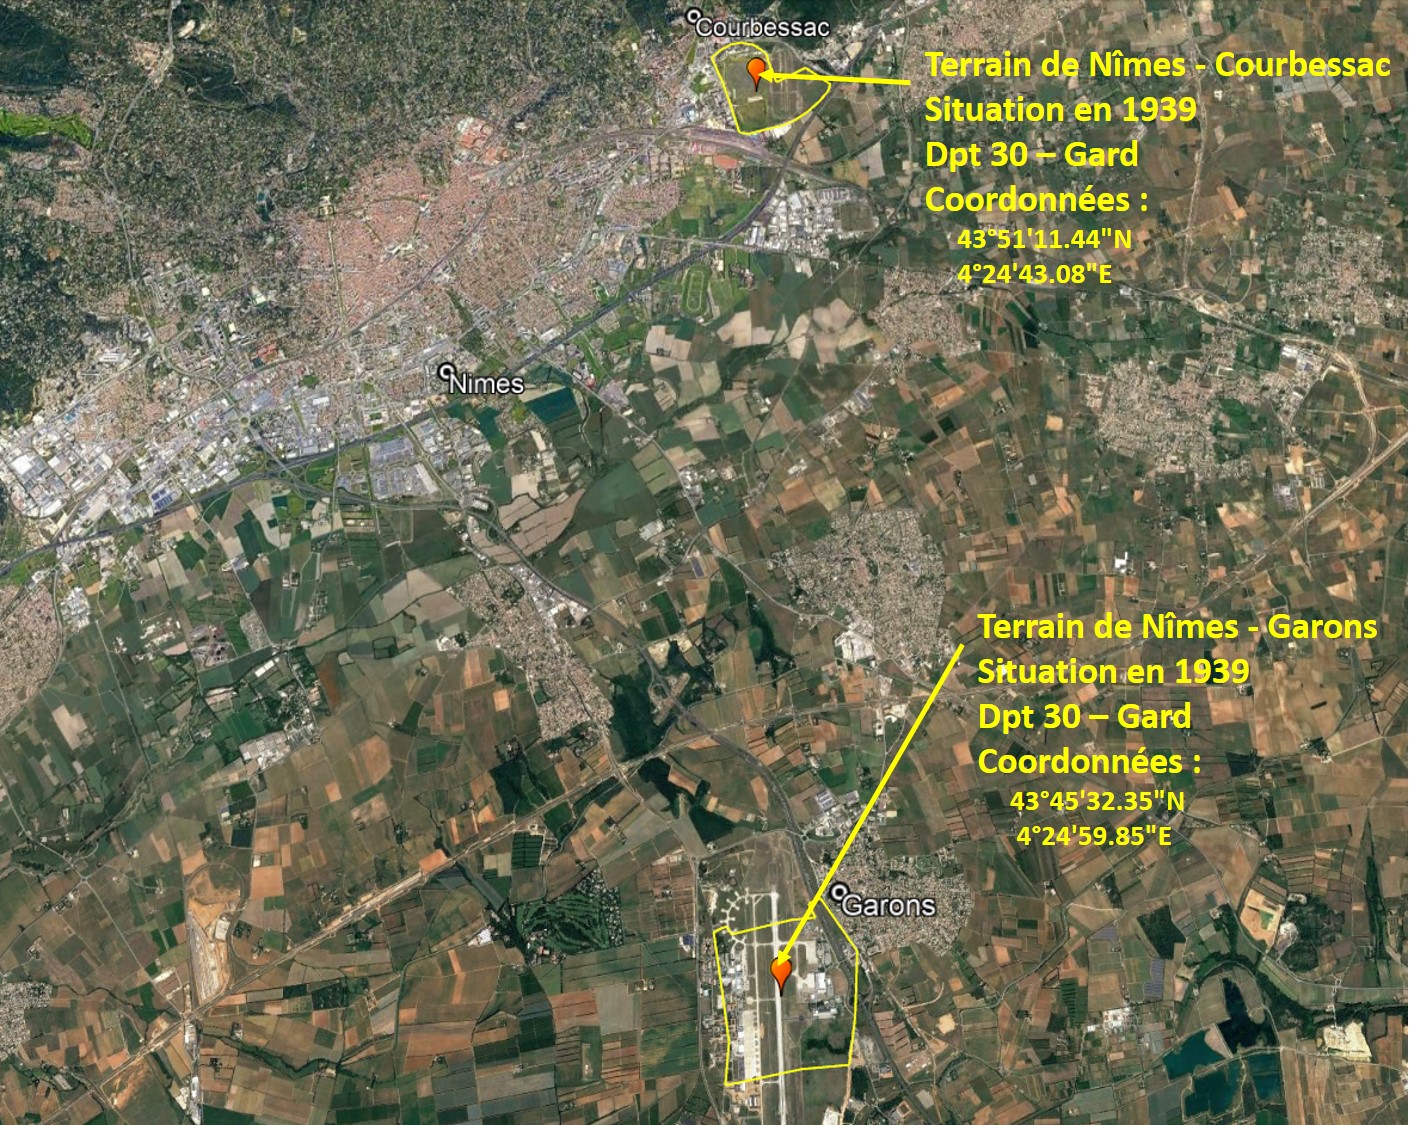 Courbessac
Terrain de Nîmes - Courbessac
Situation en 1939
Dpt 30 – Gard
Coordonnées :
43°51'11.44"N
4°24'43.08"E
Nimes
Terrain de Nîmes - Garons
Situation en 1939
Dpt 30 – Gard
Coordonnées :
43°45'32.35"N
4°24'59.85"E
Garons